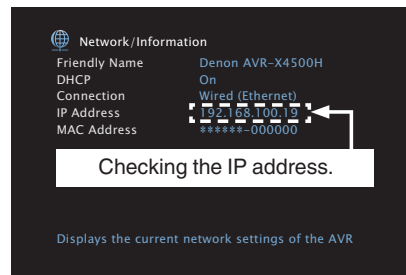 Network/Information
Friendly Name Denon AVR-X4500H
DHCP On
Connection Wired (Ethernet)
IP Address 192.168.100.19
MAC Address ******-000000
Checking the IP address.
Displays the current network settings of the AVR